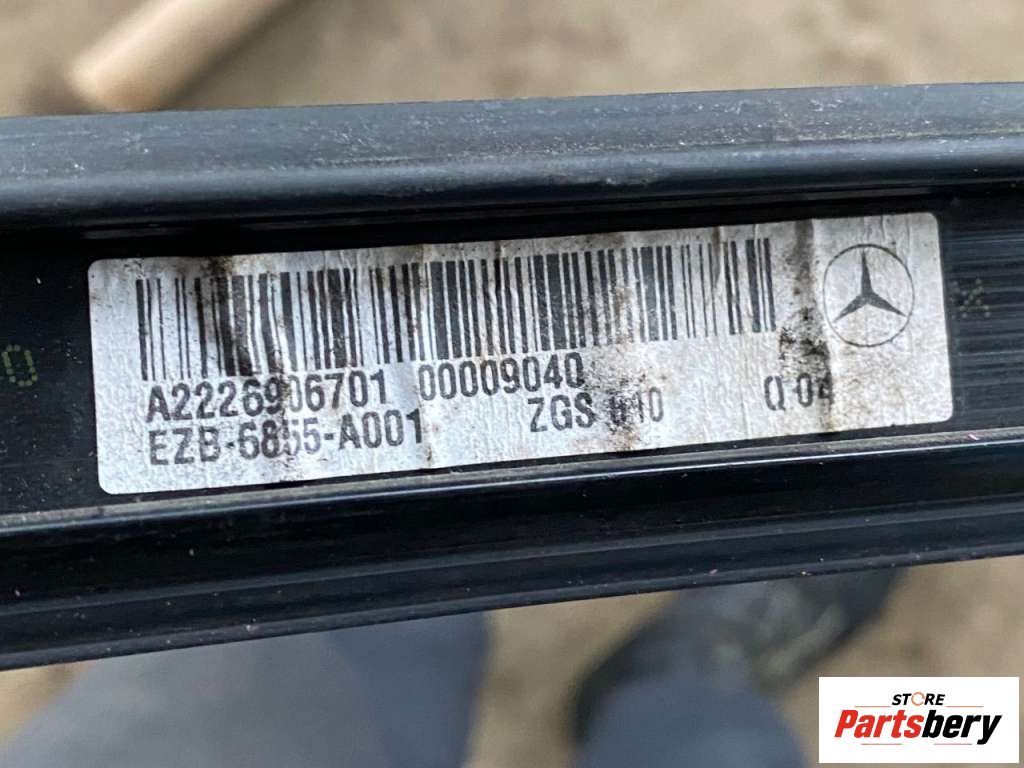 A2226906701 00009040
EZB-6855-A001 ZGS 010 Q 04
STORE
Partsbery